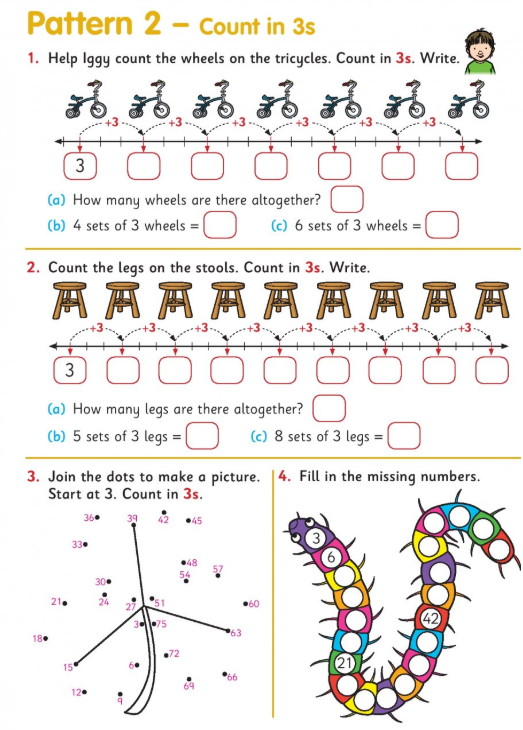 Pattern 2 – Count in 3s
1. Help Iggy count the wheels on the tricycles. Count in 3s. Write.
+3 +3 +3 +3 +3 +3
3
(a) How many wheels are there altogether?
(b) 4 sets of 3 wheels = (c) 6 sets of 3 wheels =
2. Count the legs on the stools. Count in 3s. Write.
+3 +3 +3 +3 +3 +3 +3 +3
3
(a) How many legs are there altogether?
(b) 5 sets of 3 legs = (c) 8 sets of 3 legs =
3. Join the dots to make a picture.
Start at 3. Count in 3s.
36 39 42 45
33
48
54 57
30
21 24 27 51 60
3 75 63
18
72
15 6
66
69
12 9
4. Fill in the missing numbers.
3
6
42
21